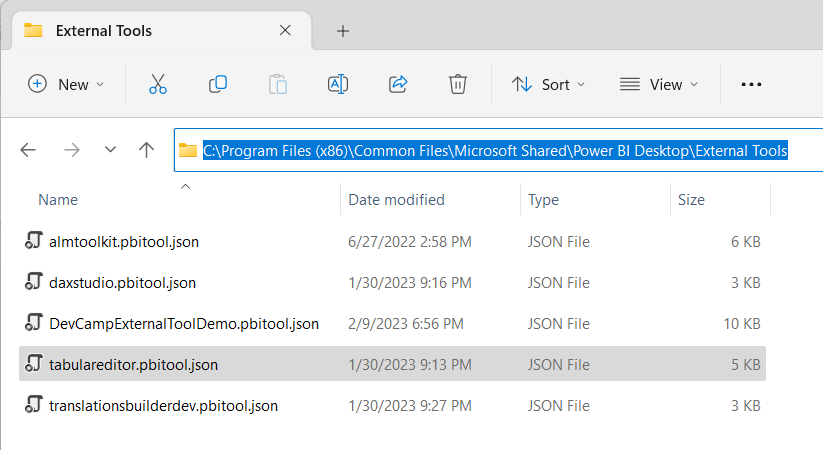 External Tools
New
Sort
View
C:\Program Files (x86)\Common Files\Microsoft Shared\Power BI Desktop\External Tools
Name Date modified Type Size
almtoolkit.pbitool.json 6/27/2022 2:58 PM JSON File 6 KB
daxstudio.pbitool.json 1/30/2023 9:16 PM JSON File 3 KB
DevCampExternalToolDemo.pbitool.json 2/9/2023 6:56 PM JSON File 10 KB
tabulareditor.pbitool.json 1/30/2023 9:13 PM JSON File 5 KB
translationsbuilderdev.pbitool.json 1/30/2023 9:27 PM JSON File 3 KB